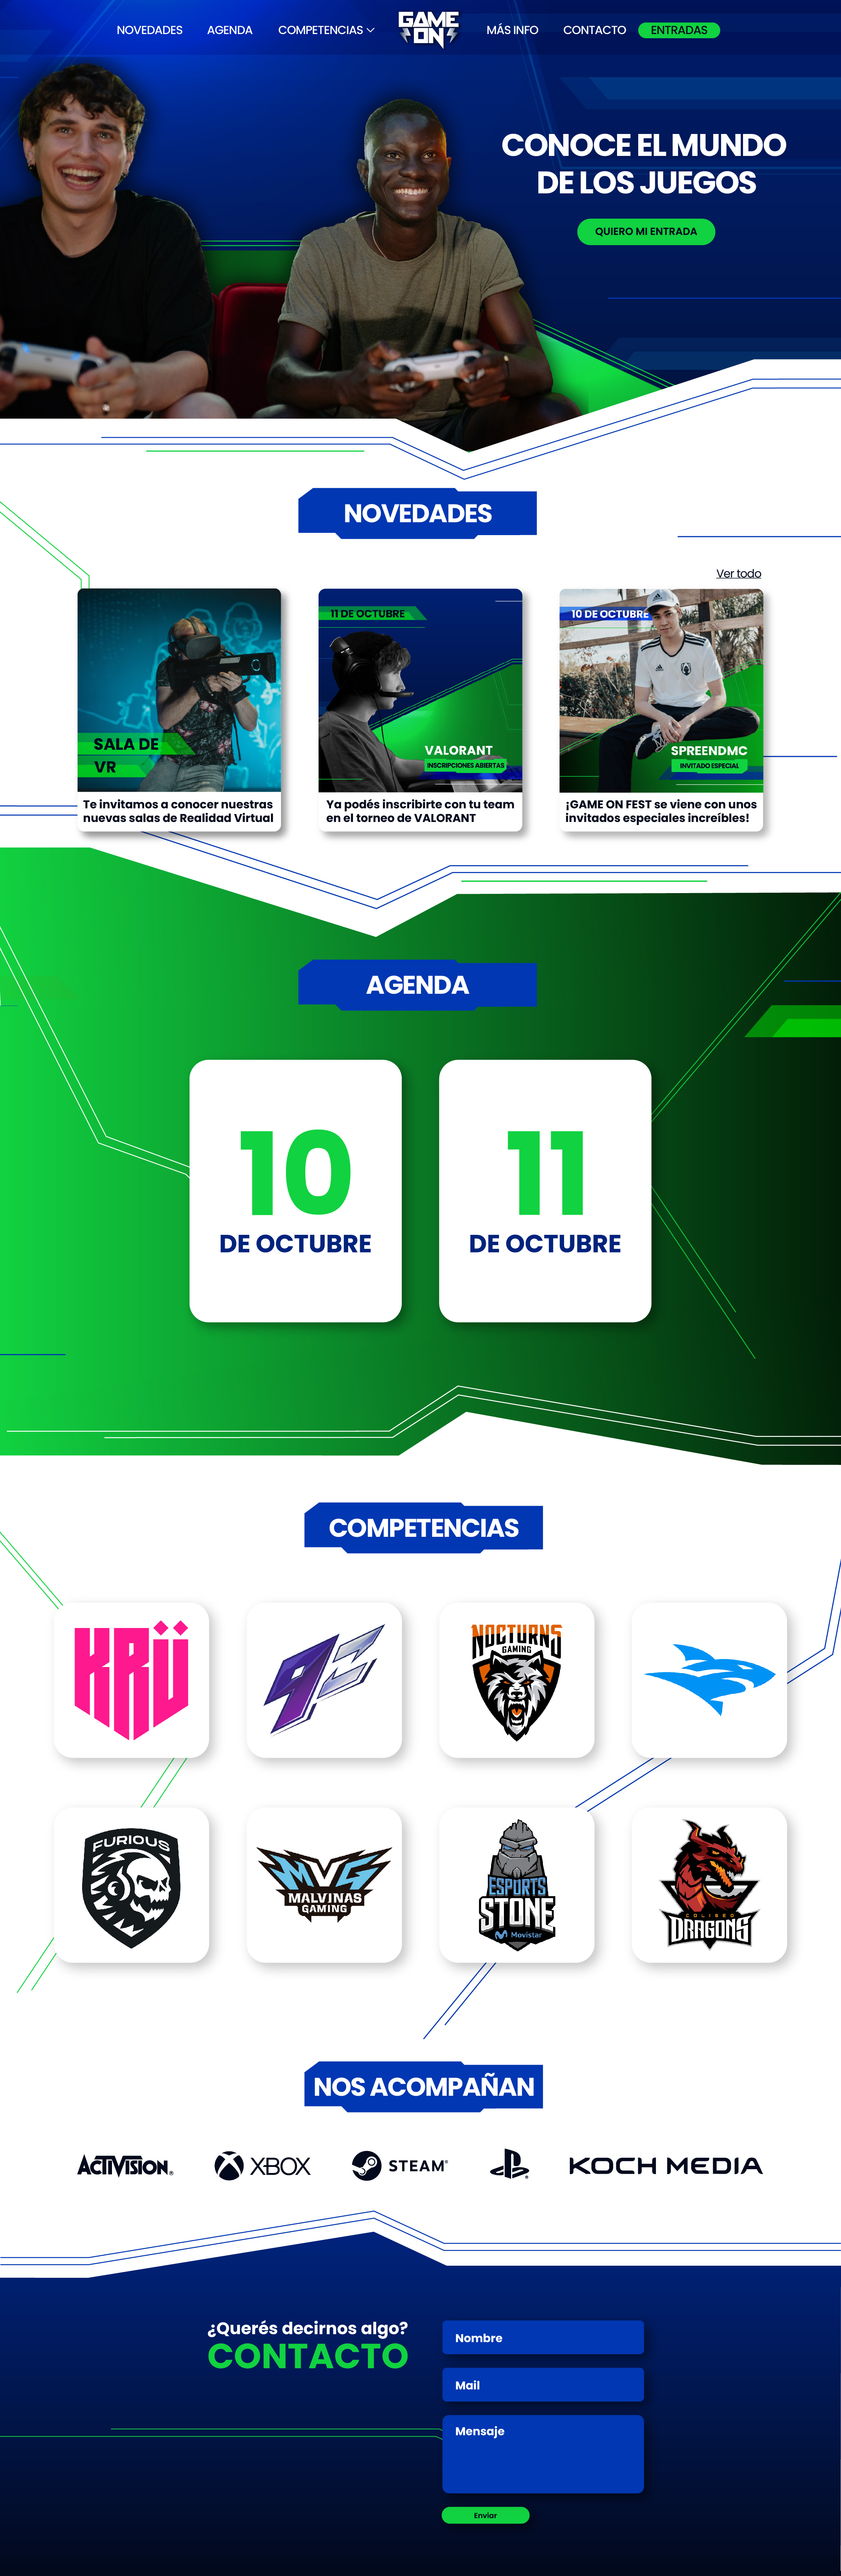 NOVEDADES
AGENDA
COMPETENCIAS
GAME
ON
MÁS INFO
CONTACTO
ENTRADAS
CONOCE EL MUNDO
DE LOS JUEGOS
QUIERO MI ENTRADA
NOVEDADES
Ver todo
SALA DE
VR
Te invitamos a conocer nuestras
nuevas salas de Realidad Virtual
11 DE OCTUBRE
VALORANT
INSCRIPCIONES ABIERTAS
Ya podés inscribirte con tu team
en el torneo de VALORANT
10 DE OCTUBRE
SPREENDMC
INVITADO ESPECIAL
¡GAME ON FEST se viene con unos
invitados especiales increíbles!
AGENDA
10
DE OCTUBRE
11
DE OCTUBRE
COMPETENCIAS
KRÜ
9Z
NOCTURNS
GAMING
FURIOUS
MVG
MALVINAS
GAMING
ESPORTS
STONE
Movistar
COLISEO
DRAGONS
NOS ACOMPAÑAN
ACTIVISION®
XBOX
STEAM®
KOCH MEDIA
¿Querés decirnos algo?
CONTACTO
Nombre
Mail
Mensaje
Enviar